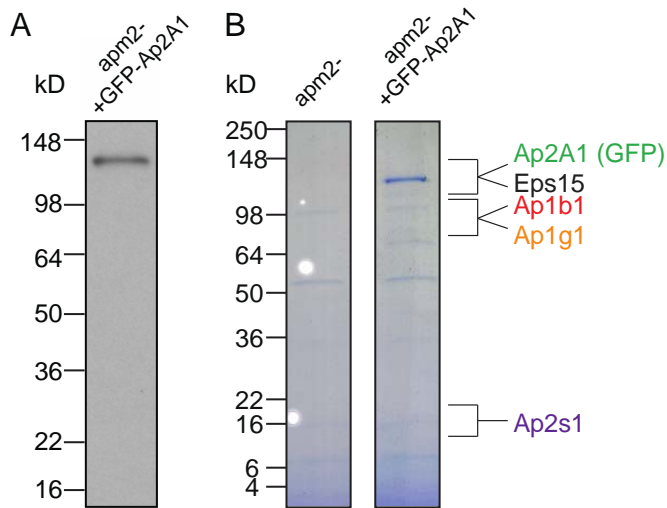 A
kD
apm2-
+GFP-Ap2A1
148
98
64
50
36
22
16
B
kD
apm2-
apm2-
+GFP-Ap2A1
250
148
98
64
50
36
22
16
6
4
Ap2A1 (GFP)
Eps15
Ap1b1
Ap1g1
Ap2s1